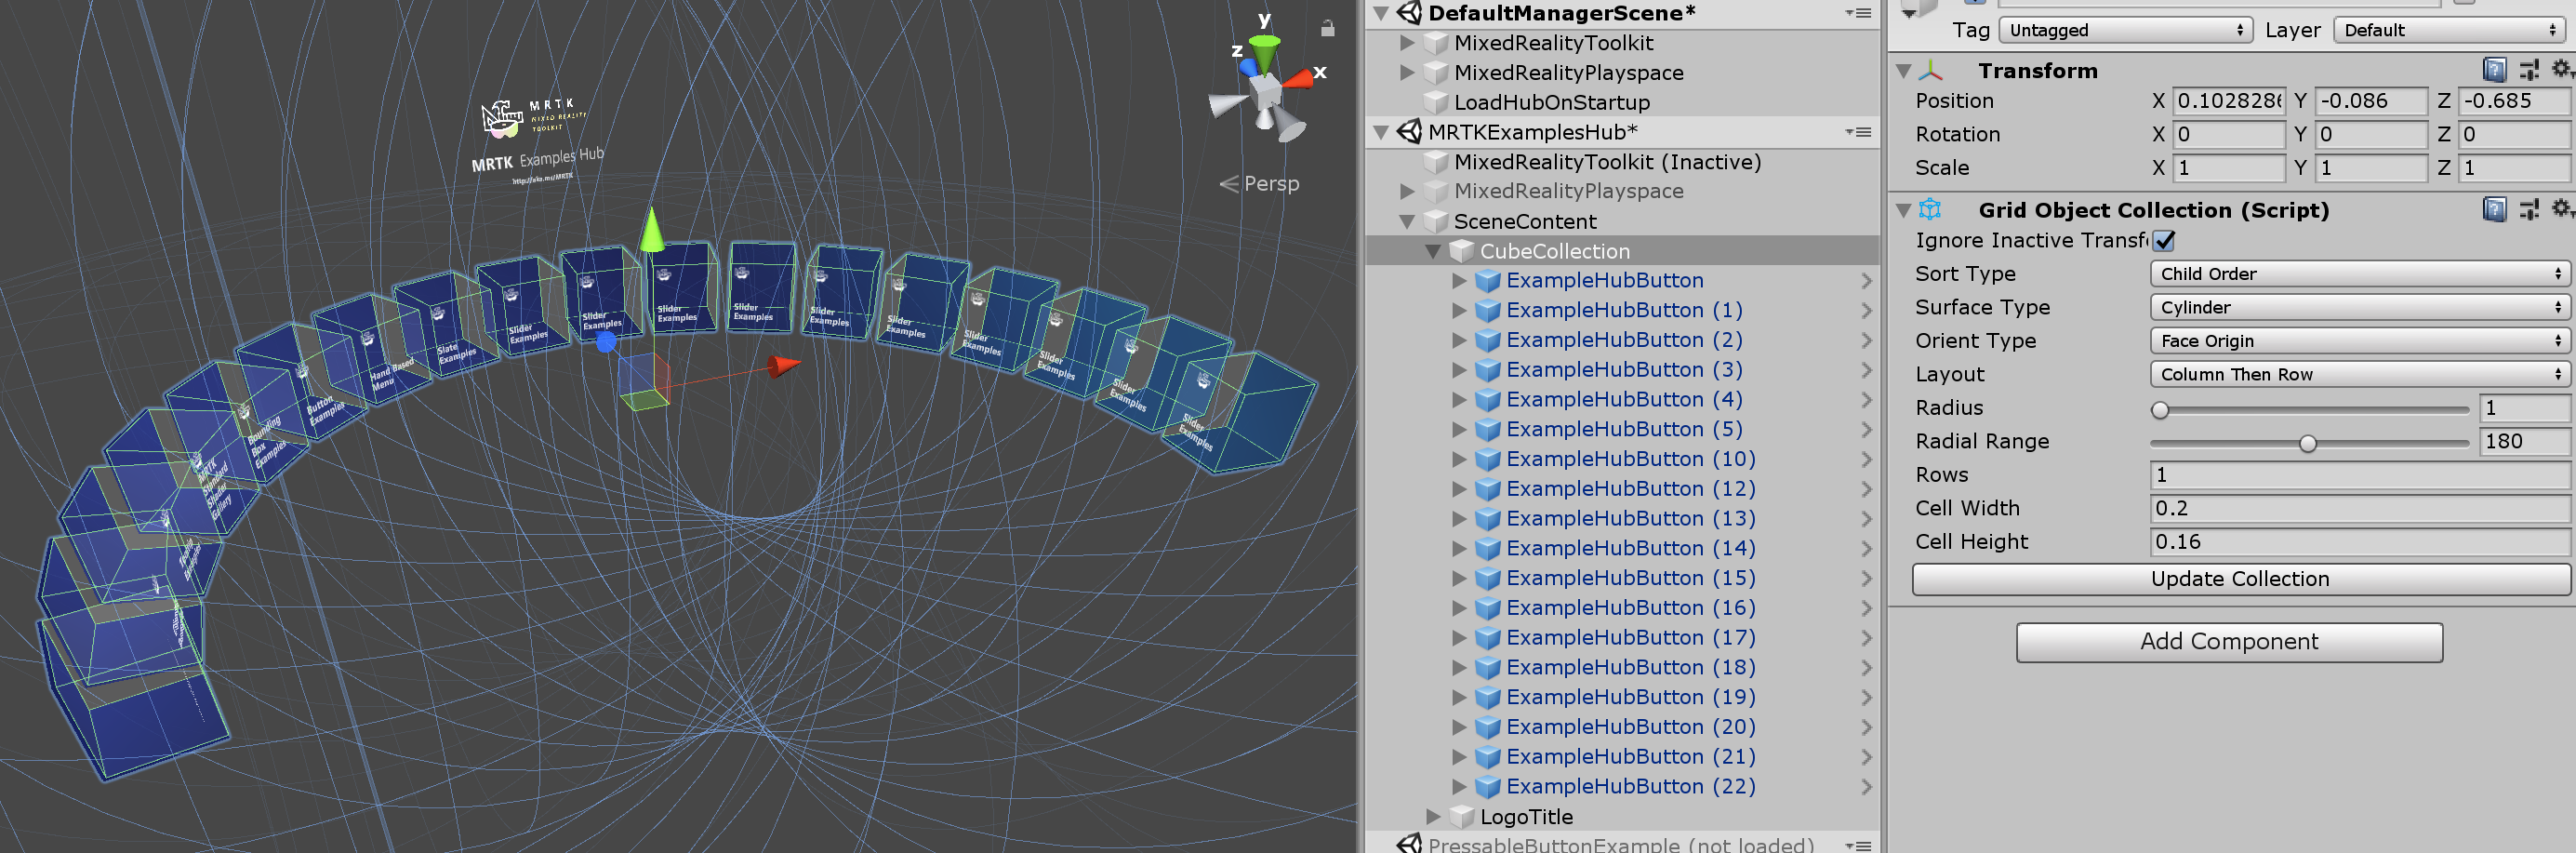 y
z
x
Persp
MRTK
MIXED REALITY
TOOLKIT
MRTK Examples Hub
http://aka.ms/MRTK
Slider
Examples
Slider
Examples
Slider
Examples
Slider
Examples
Slider
Examples
Slider
Examples
Slider
Examples
Slider
Examples
Slider
Examples
Slider
Examples
Slate
Examples
Hand Based
Menu
Button
Examples
Bounding
Box
Examples
MRTK
Standard
Shader
Gallery
DefaultManagerScene*
MixedRealityToolkit
MixedRealityPlayspace
LoadHubOnStartup
MRTKExamplesHub*
MixedRealityToolkit (Inactive)
MixedRealityPlayspace
SceneContent
CubeCollection
ExampleHubButton
ExampleHubButton (1)
ExampleHubButton (2)
ExampleHubButton (3)
ExampleHubButton (4)
ExampleHubButton (5)
ExampleHubButton (10)
ExampleHubButton (12)
ExampleHubButton (13)
ExampleHubButton (14)
ExampleHubButton (15)
ExampleHubButton (16)
ExampleHubButton (17)
ExampleHubButton (18)
ExampleHubButton (19)
ExampleHubButton (20)
ExampleHubButton (21)
ExampleHubButton (22)
LogoTitle
PressableButtonExample (not loaded)
Tag Untagged Layer Default
Transform
Position X 0.102828 Y -0.086 Z -0.685
Rotation X 0 Y 0 Z 0
Scale X 1 Y 1 Z 1
Grid Object Collection (Script)
Ignore Inactive Transf
Sort Type Child Order
Surface Type Cylinder
Orient Type Face Origin
Layout Column Then Row
Radius 1
Radial Range 180
Rows 1
Cell Width 0.2
Cell Height 0.16
Update Collection
Add Component